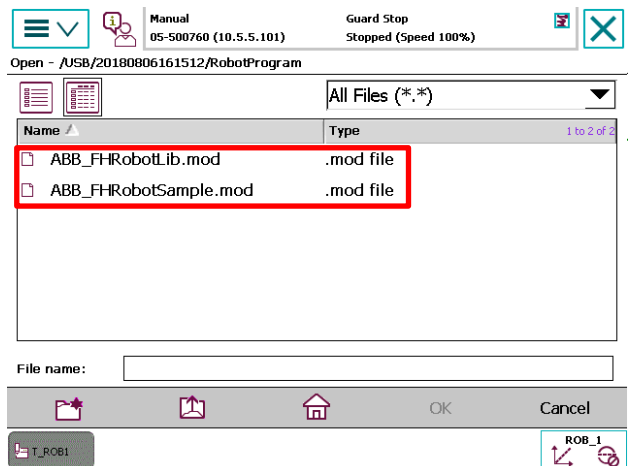 Manual
05-500760 (10.5.5.101)
Guard Stop
Stopped (Speed 100%)
Open - /USB/20180806161512/RobotProgram
All Files (*.*)
Name
Type
1 to 2 of 2
ABB_FHRobotLib.mod
.mod file
ABB_FHRobotSample.mod
.mod file
File name:
OK
Cancel
T_ROB1
ROB_1